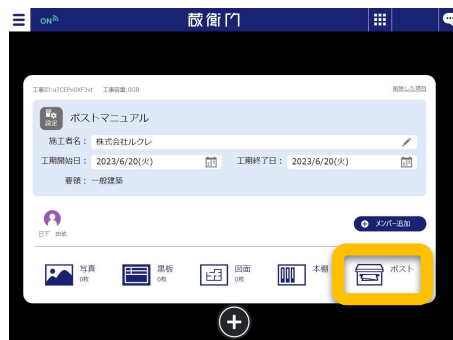 ON
蔵衛門
工事ID:u7CEPv0XF3vt 工事容量:0GB 削除した項目
設定 ポストマニュアル
施工者名： 株式会社ルクレ
工期開始日： 2023/6/20(火) 工期終了日： 2023/6/20(火)
要領： 一般建築
日下 由依
メンバー追加
写真 0枚
黒板 0枚
図面 0枚
本棚
ポスト